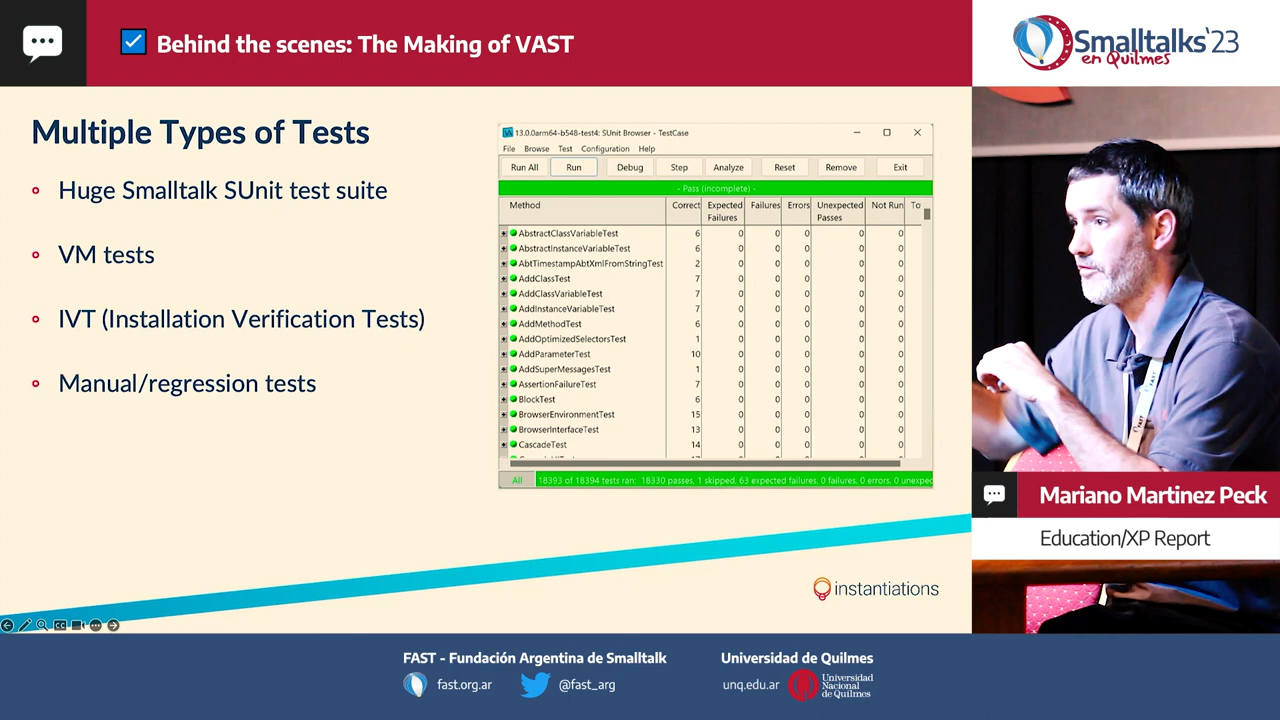 Behind the scenes: The Making of VAST
Smalltalks'23
en Quilmes
Multiple Types of Tests
Huge Smalltalk SUnit test suite
VM tests
IVT (Installation Verification Tests)
Manual/regression tests
13.0.0arm64-b548-test4: SUnit Browser - TestCase
File Browse Test Configuration Help
Run All Run Debug Step Analyze Reset Remove Exit
- Pass (incomplete) -
Method Correct Expected Failures Failures Errors Unexpected Passes Not Run To
AbstractClassVariableTest 6 0 0 0 0 0
AbstractInstanceVariableTest 6 0 0 0 0 0
AbtTimestampAbtXmlFromStringTest 2 0 0 0 0 0
AddClassTest 7 0 0 0 0 0
AddClassVariableTest 7 0 0 0 0 0
AddInstanceVariableTest 7 0 0 0 0 0
AddMethodTest 6 0 0 0 0 0
AddOptimizedSelectorsTest 1 0 0 0 0 0
AddParameterTest 10 0 0 0 0 0
AddSuperMessagesTest 1 0 0 0 0 0
AssertionFailureTest 7 0 0 0 0 0
BlockTest 6 0 0 0 0 0
BrowserEnvironmentTest 15 0 0 0 0 0
BrowserInterfaceTest 13 0 0 0 0 0
CascadeTest 14 0 0 0 0 0
All 18393 of 18394 tests ran: 18330 passes, 1 skipped, 63 expected failures, 0 failures, 0 errors, 0 unexpec
instantiations
FAST
Mariano Martinez Peck
Education/XP Report
FAST - Fundación Argentina de Smalltalk
fast.org.ar @fast_arg
Universidad de Quilmes
unq.edu.ar
Universidad
Nacional
de Quilmes